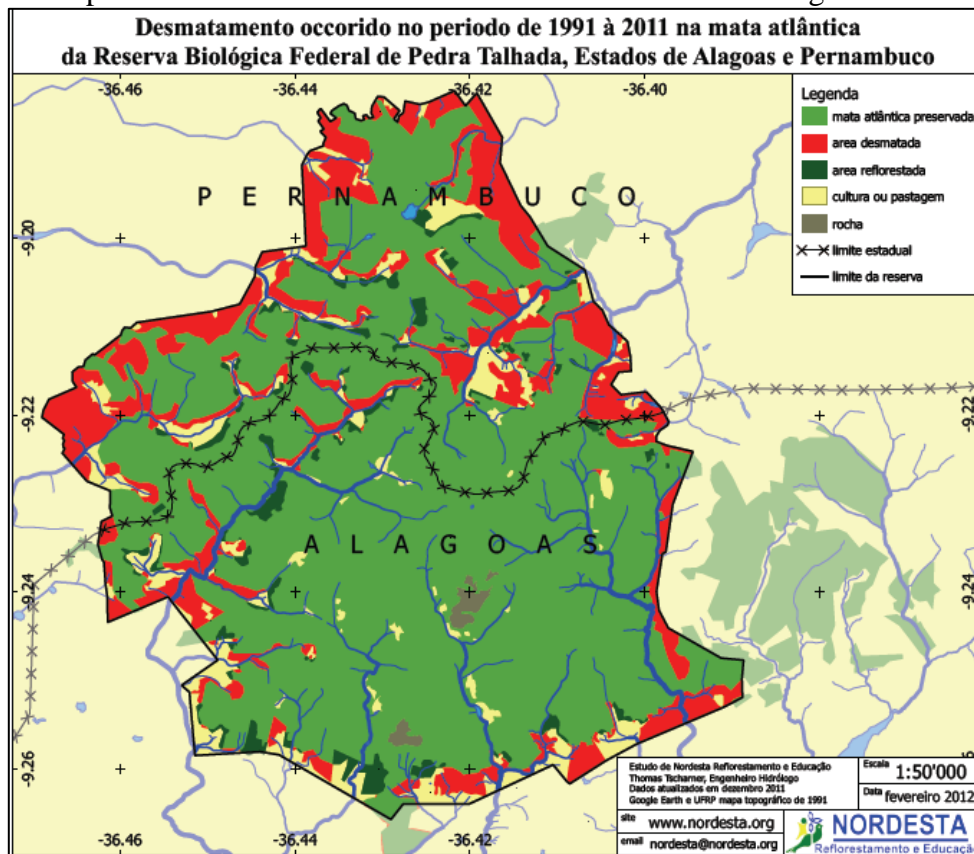 Desmatamento occorido no periodo de 1991 à 2011 na mata atlântica
da Reserva Biológica Federal de Pedra Talhada, Estados de Alagoas e Pernambuco
-36.46 -36.44 -36.42 -36.40
Legenda
mata atlântica preservada
area desmatada
area reflorestada
cultura ou pastagem
rocha
limite estadual
limite da reserva
PERNAMBUCO
-9.20
-9.22 -9.22
ALAGOAS
-9.24 -9.24
-9.26
Estudo de Nordesta Reflorestamento e Educação
Thomas Tscharner, Engenheiro Hidrólogo
Dados atualizados em dezembro 2011
Google Earth e UFRP mapa topográfico de 1991
Escala 1:50'000
Data fevereiro 2012
site www.nordesta.org
email nordesta@nordesta.org
NORDESTA
Reflorestamento e Educação
-36.46 -36.44 -36.42